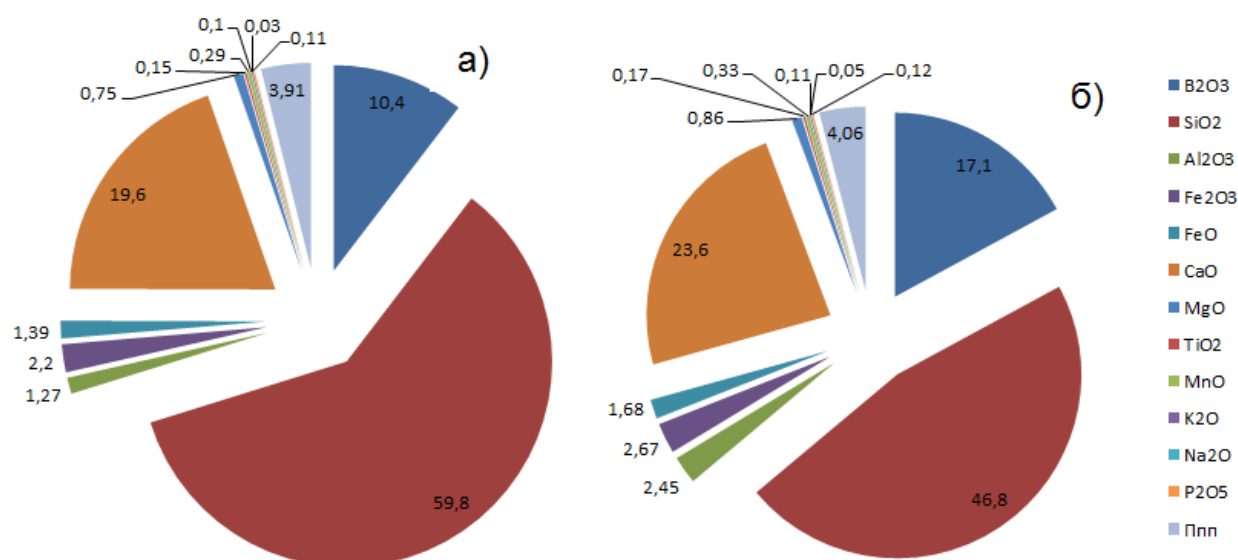 а)
0,1
0,03
0,29
0,11
0,15
0,75
3,91
10,4
19,6
1,39
2,2
1,27
59,8
б)
0,33
0,11
0,05
0,12
0,17
0,86
4,06
17,1
23,6
1,68
2,67
2,45
46,8
B2O3
SiO2
Al2O3
Fe2O3
FeO
CaO
MgO
TiO2
MnO
K2O
Na2O
P2O5
Ппп